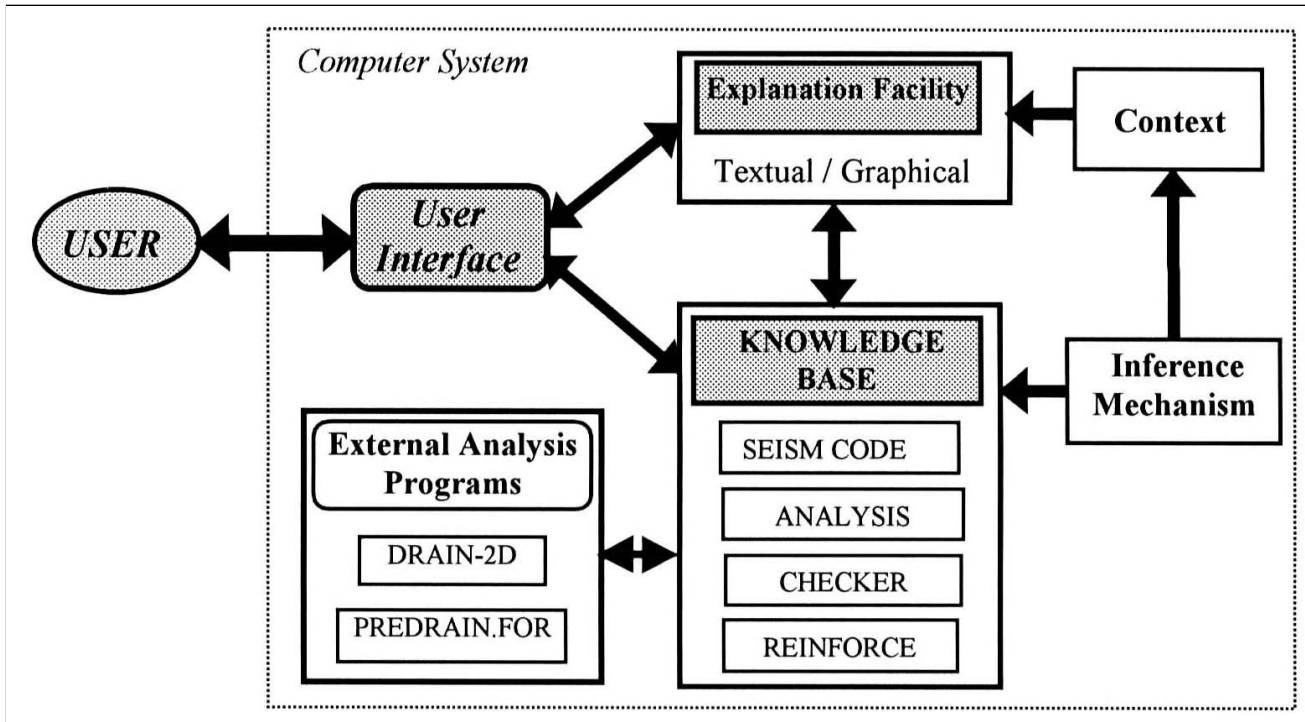 Computer System
Explanation Facility
Textual / Graphical
Context
USER
User
Interface
KNOWLEDGE
BASE
SEISM CODE
ANALYSIS
CHECKER
REINFORCE
Inference
Mechanism
External Analysis
Programs
DRAIN-2D
PREDRAIN.FOR